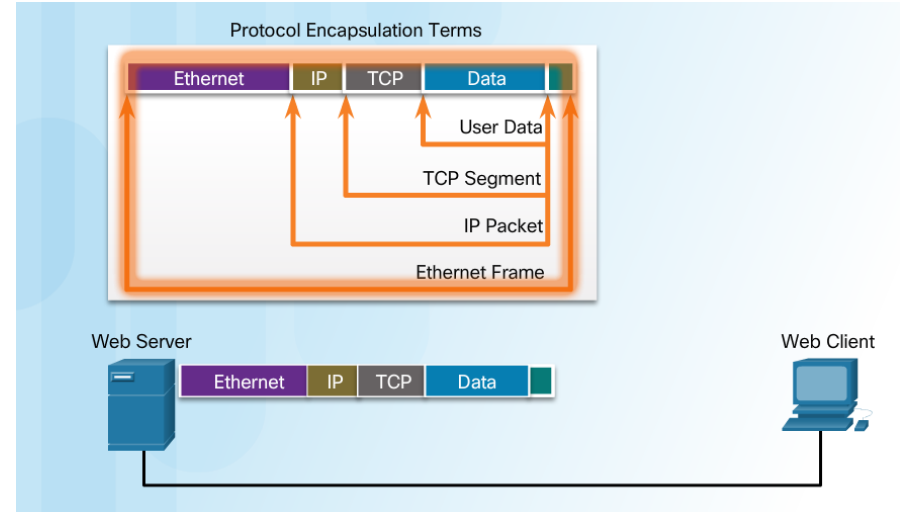 Protocol Encapsulation Terms
Ethernet IP TCP Data
User Data
TCP Segment
IP Packet
Ethernet Frame
Web Server Web Client
Ethernet IP TCP Data